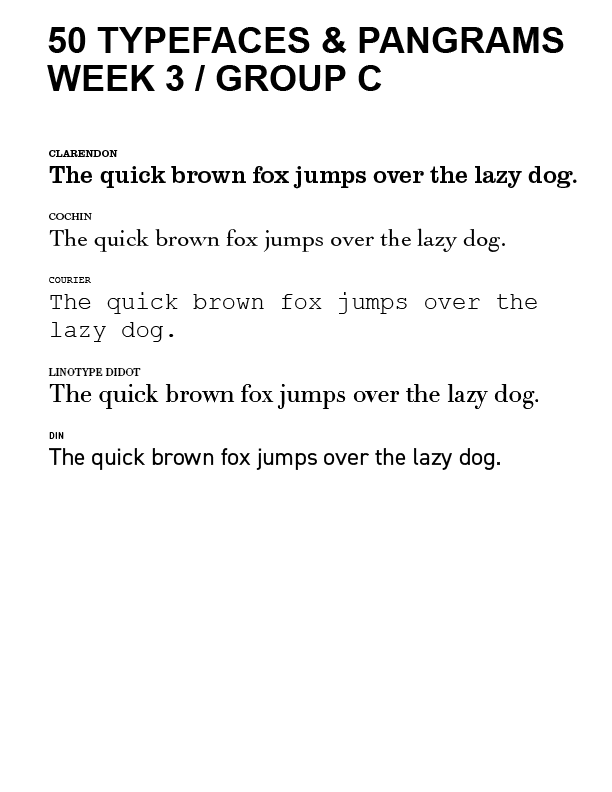 50 TYPEFACES & PANGRAMS
WEEK 3 / GROUP C
CLARENDON
The quick brown fox jumps over the lazy dog.
COCHIN
The quick brown fox jumps over the lazy dog.
COURIER
The quick brown fox jumps over the
lazy dog.
LINOTYPE DIDOT
The quick brown fox jumps over the lazy dog.
DIN
The quick brown fox jumps over the lazy dog.